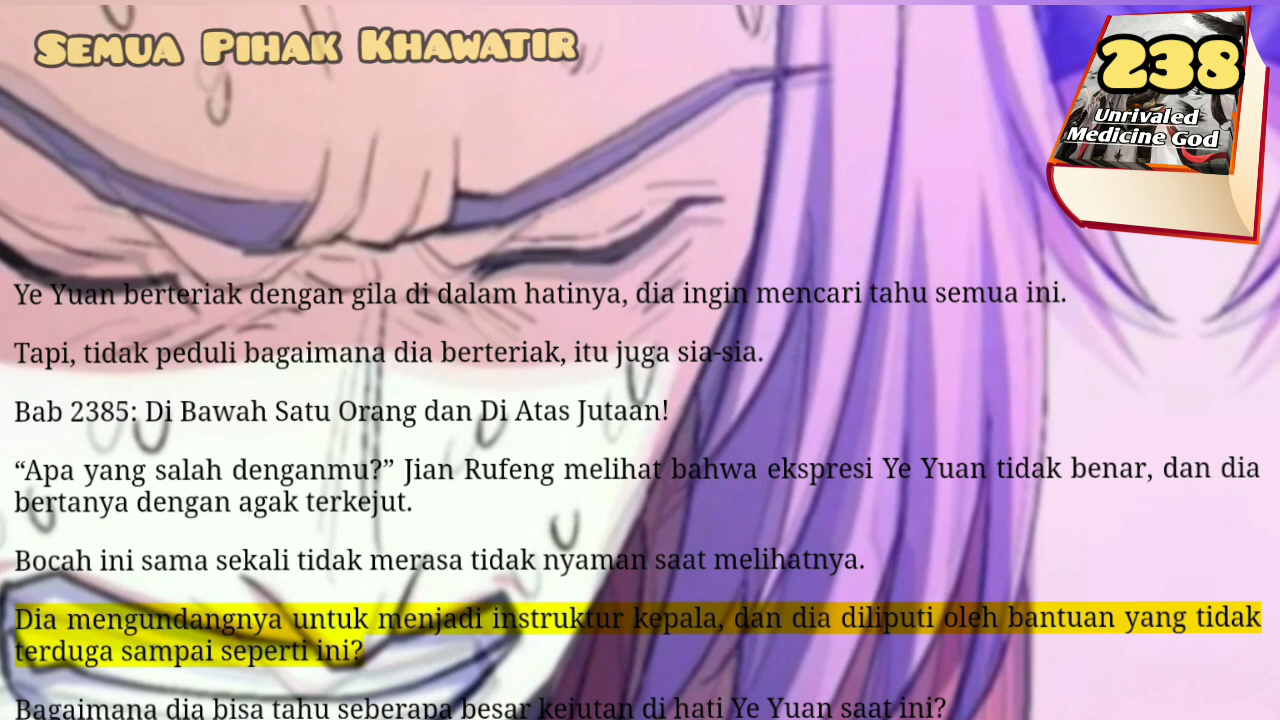 Semua Pihak Khawatir
238
Unrivaled
Medicine God
Ye Yuan berteriak dengan gila di dalam hatinya, dia ingin mencari tahu semua ini.
Tapi, tidak peduli bagaimana dia berteriak, itu juga sia-sia.
Bab 2385: Di Bawah Satu Orang dan Di Atas Jutaan!
“Apa yang salah denganmu?” Jian Rufeng melihat bahwa ekspresi Ye Yuan tidak benar, dan dia
bertanya dengan agak terkejut.
Bocah ini sama sekali tidak merasa tidak nyaman saat melihatnya.
Dia mengundangnya untuk menjadi instruktur kepala, dan dia diliputi oleh bantuan yang tidak
terduga sampai seperti ini?
Bagaimana dia bisa tahu seberapa besar kejutan di hati Ye Yuan saat ini?